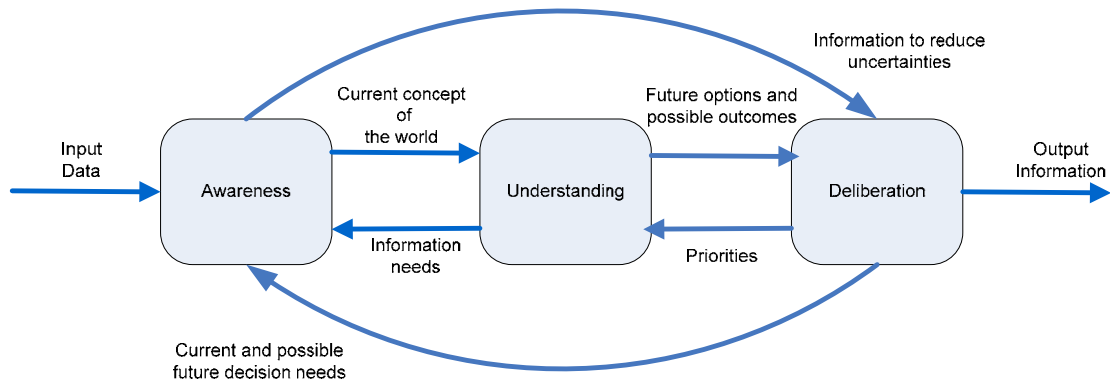 Information to reduce
uncertainties
Current concept
of
the world
Future options and
possible outcomes
Input
Data
Awareness
Understanding
Deliberation
Output
Information
Information
needs
Priorities
Current and possible
future decision needs